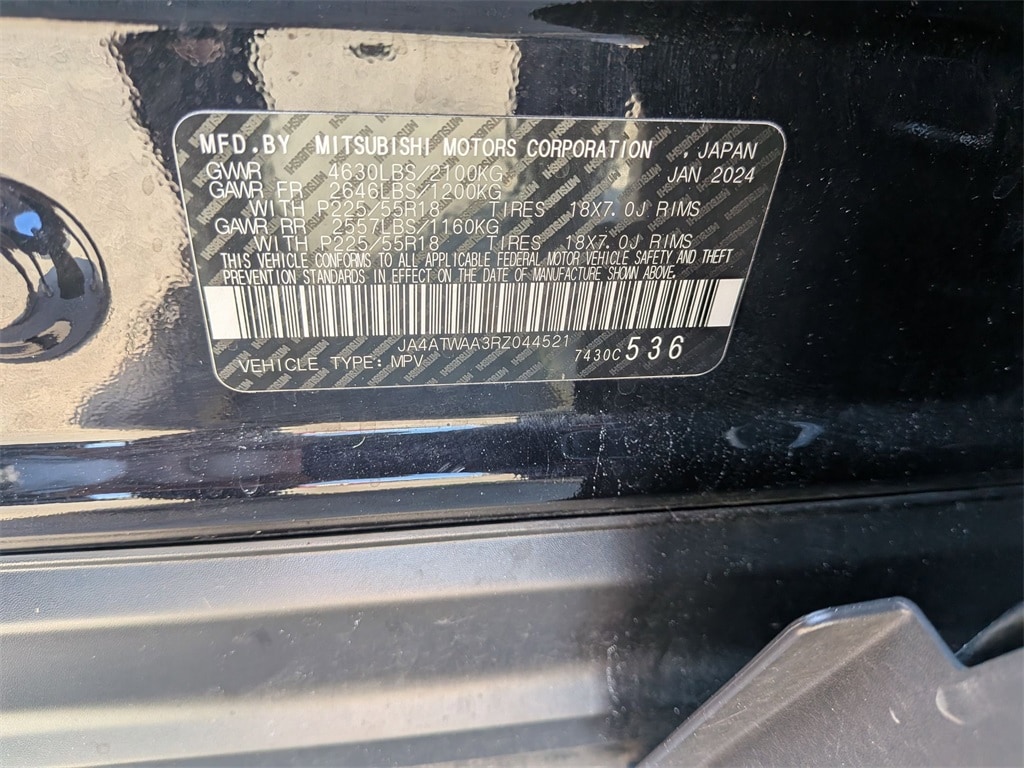 MFD.BY MITSUBISHI MOTORS CORPORATION , JAPAN
GVWR 4630LBS/2100KG JAN 2024
GAWR FR 2646LBS/1200KG
WITH P225/55R18 TIRES 18X7.0J RIMS
GAWR RR 2557LBS/1160KG
WITH P225/55R18 TIRES 18X7.0J RIMS
THIS VEHICLE CONFORMS TO ALL APPLICABLE FEDERAL MOTOR VEHICLE SAFETY AND THEFT
PREVENTION STANDARDS IN EFFECT ON THE DATE OF MANUFACTURE SHOWN ABOVE.
JA4ATWAA3RZ044521
VEHICLE TYPE:MPV 7430C536